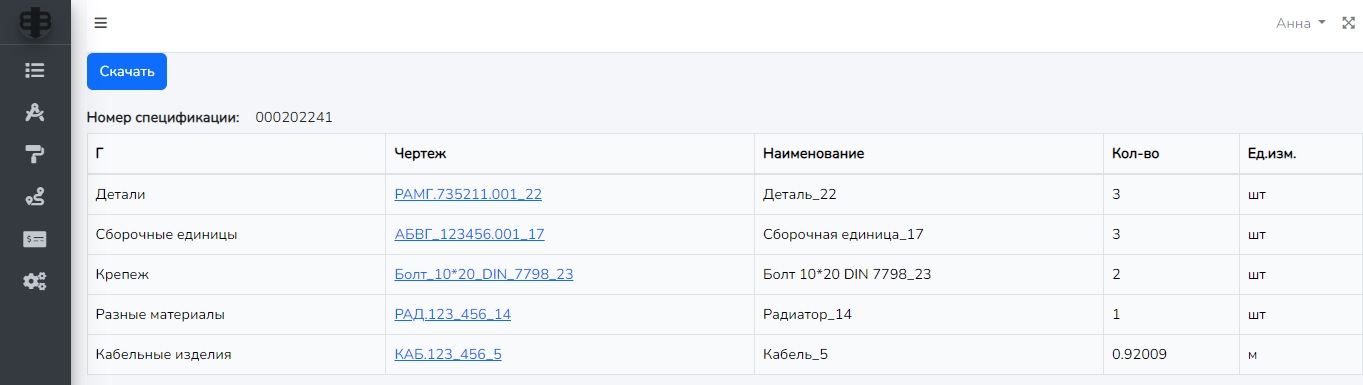 Анна
Скачать
Номер спецификации: 000202241
Г Чертеж Наименование Кол-во Ед.изм.
Детали РАМГ.735211.001_22 Деталь_22 3 шт
Сборочные единицы АБВГ_123456.001_17 Сборочная единица_17 3 шт
Крепеж Болт_10*20_DIN_7798_23 Болт 10*20 DIN 7798_23 2 шт
Разные материалы РАД.123_456_14 Радиатор_14 1 шт
Кабельные изделия КАБ.123_456_5 Кабель_5 0.92009 м